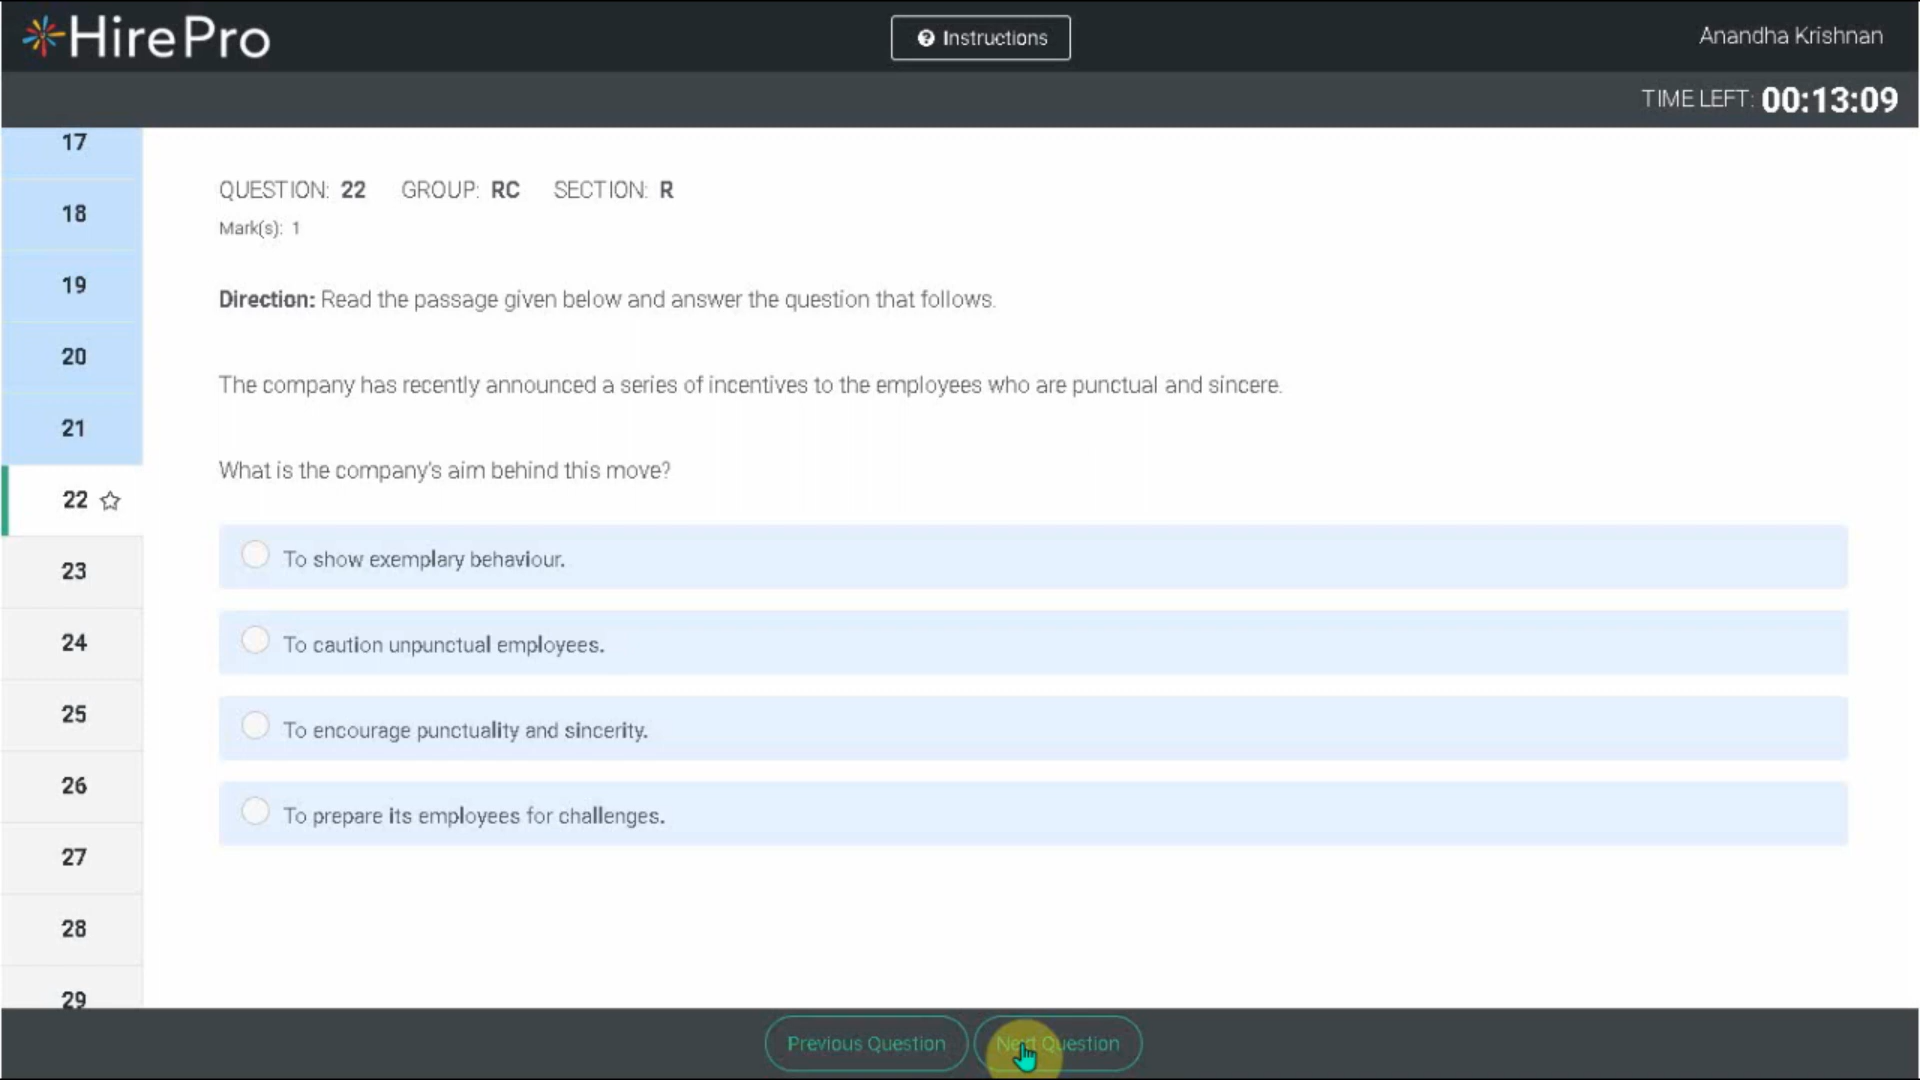 HirePro
Instructions
Anandha Krishnan
TIME LEFT: 00:13:09
17
18
19
20
21
22
23
24
25
26
27
28
29
QUESTION: 22 GROUP: RC SECTION: R
Mark(s): 1
Direction: Read the passage given below and answer the question that follows.
The company has recently announced a series of incentives to the employees who are punctual and sincere.
What is the company's aim behind this move?
To show exemplary behaviour.
To caution unpunctual employees.
To encourage punctuality and sincerity.
To prepare its employees for challenges.
Previous Question
Next Question